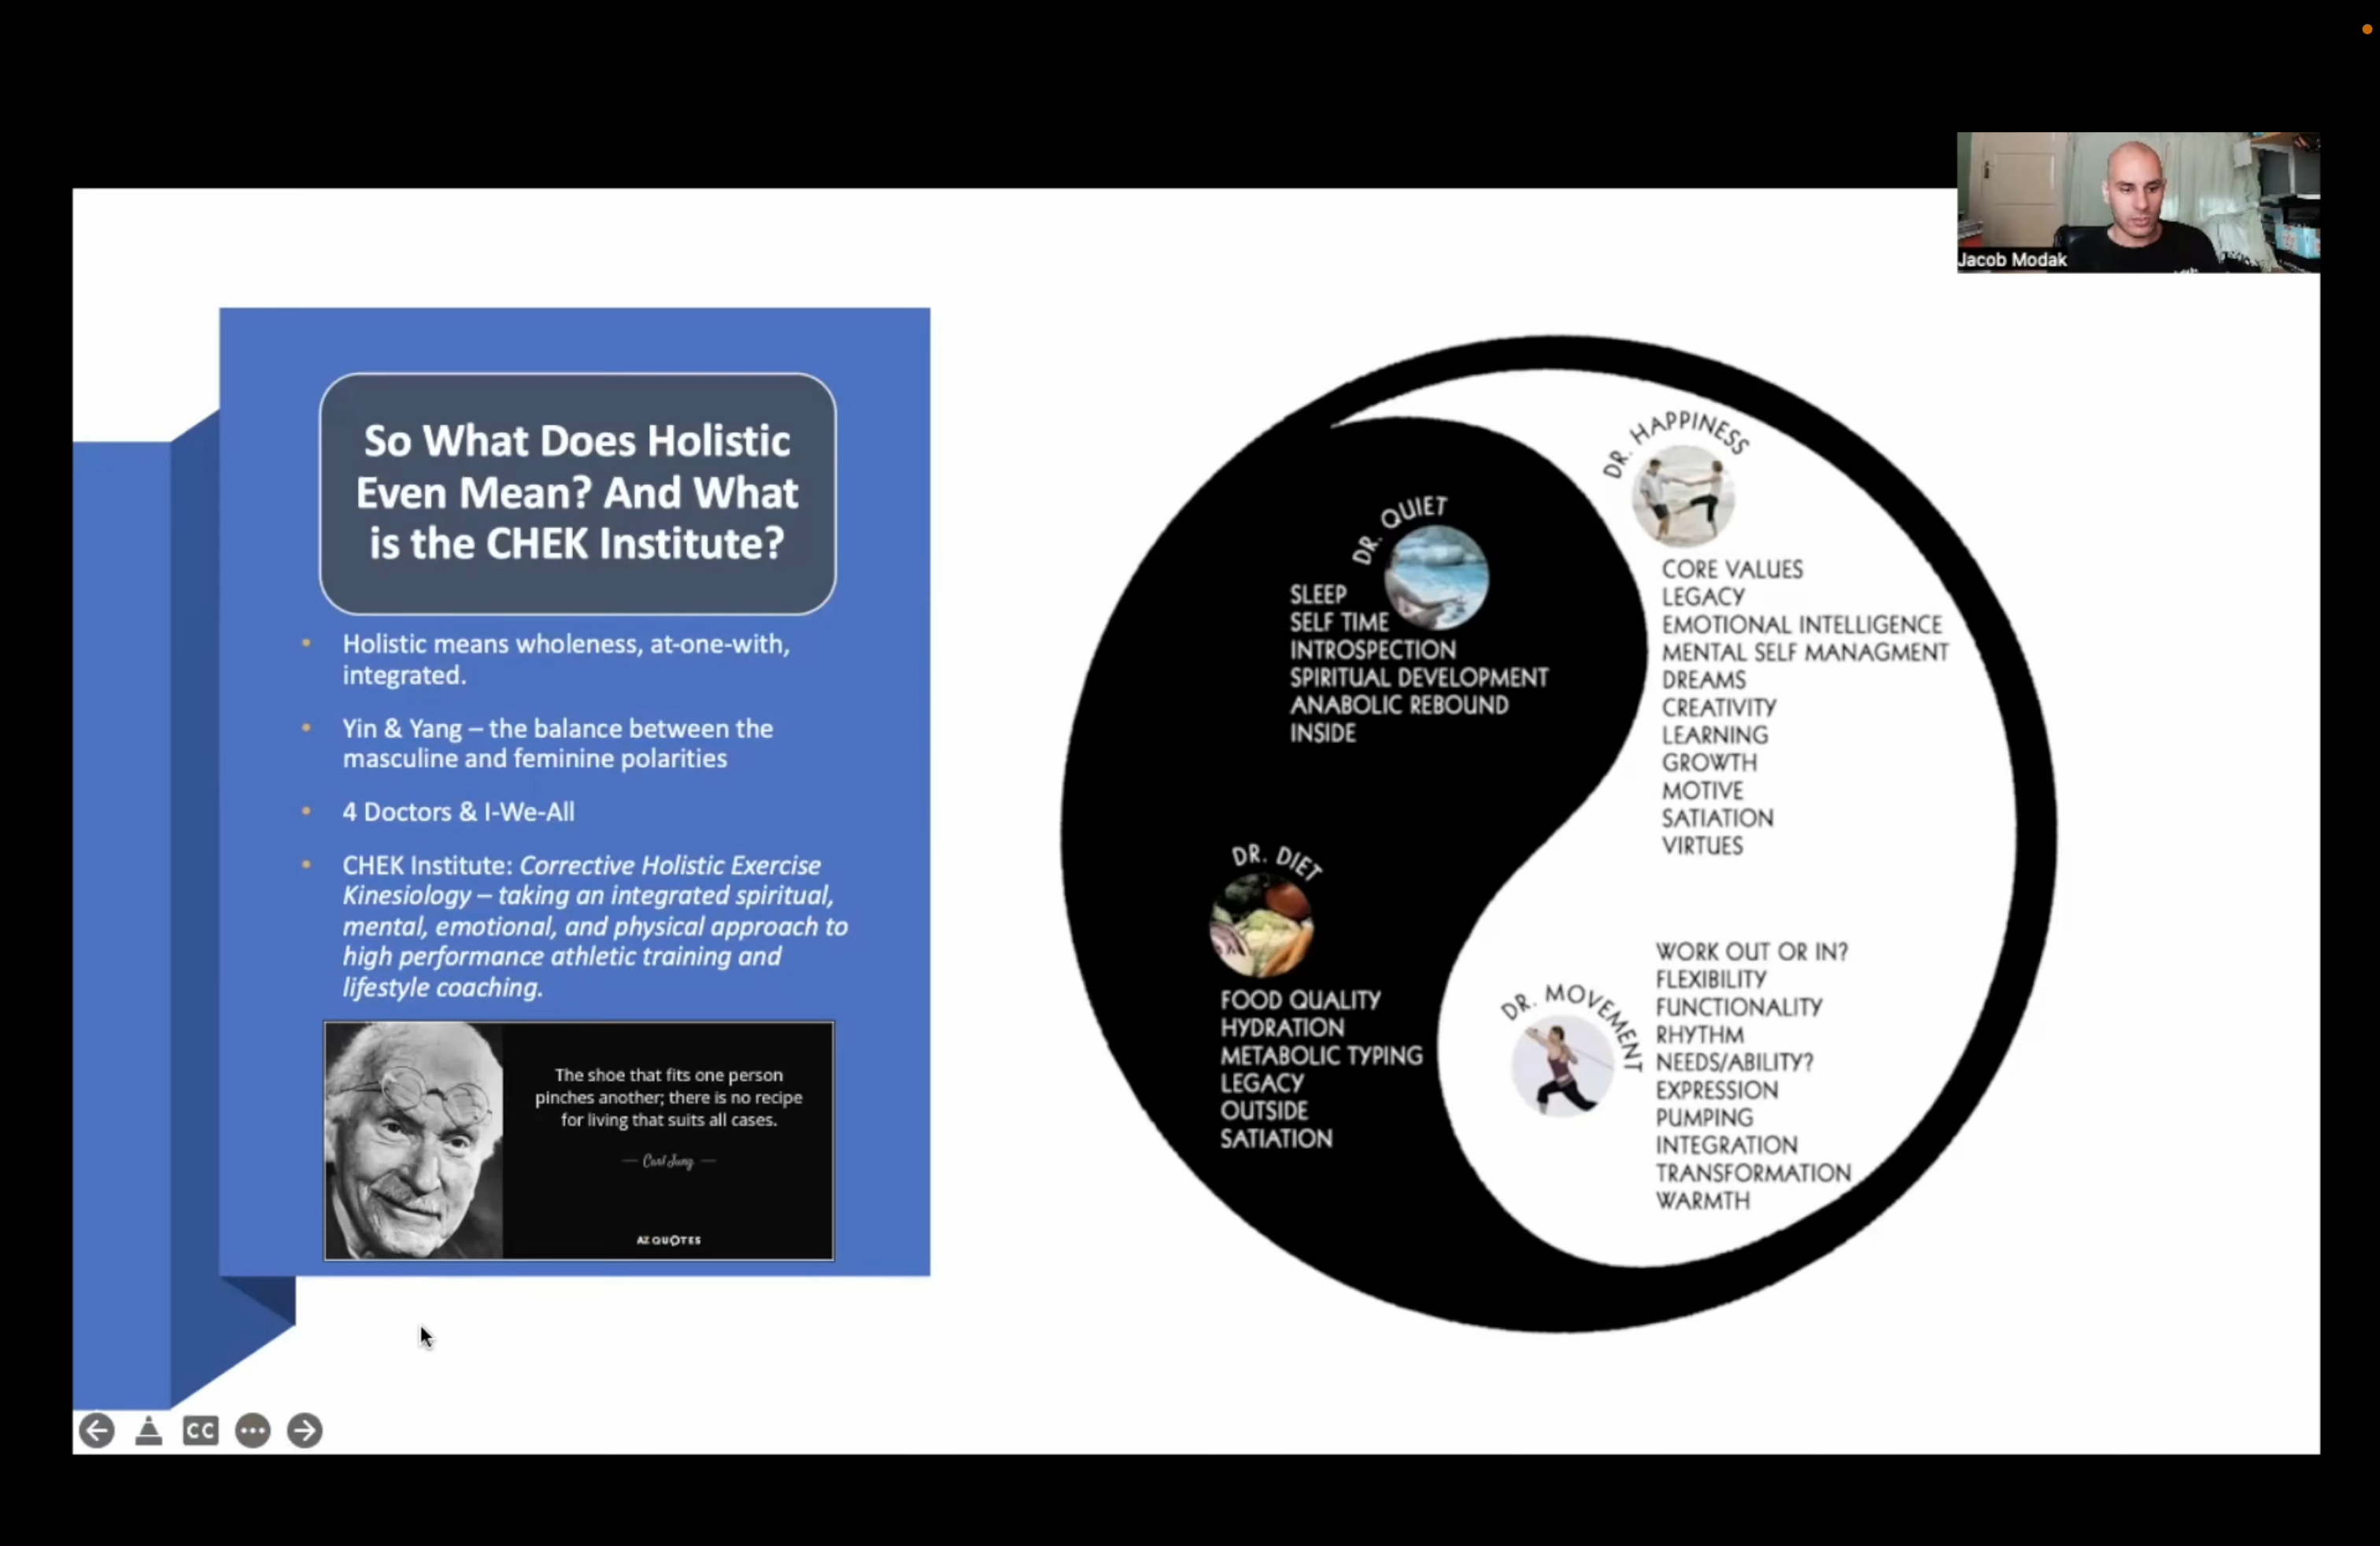 Jacob Modak
So What Does Holistic
Even Mean? And What
is the CHEK Institute?
• Holistic means wholeness, at-one-with,
integrated.
• Yin & Yang – the balance between the
masculine and feminine polarities
• 4 Doctors & I-We-All
• CHEK Institute: Corrective Holistic Exercise
Kinesiology – taking an integrated spiritual,
mental, emotional, and physical approach to
high performance athletic training and
lifestyle coaching.
The shoe that fits one person
pinches another; there is no recipe
for living that suits all cases.
— Carl Jung —
AZ QUOTES
DR. QUIET
SLEEP
SELF TIME
INTROSPECTION
SPIRITUAL DEVELOPMENT
ANABOLIC REBOUND
INSIDE
DR. HAPPINESS
CORE VALUES
LEGACY
EMOTIONAL INTELLIGENCE
MENTAL SELF MANAGMENT
DREAMS
CREATIVITY
LEARNING
GROWTH
MOTIVE
SATIATION
VIRTUES
DR. DIET
FOOD QUALITY
HYDRATION
METABOLIC TYPING
LEGACY
OUTSIDE
SATIATION
DR. MOVEMENT
WORK OUT OR IN?
FLEXIBILITY
FUNCTIONALITY
RHYTHM
NEEDS/ABILITY?
EXPRESSION
PUMPING
INTEGRATION
TRANSFORMATION
WARMTH
CC